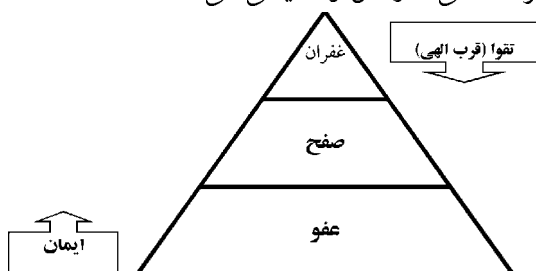 غفران
تقوا (قرب الهی)
صفح
عفو
ایمان